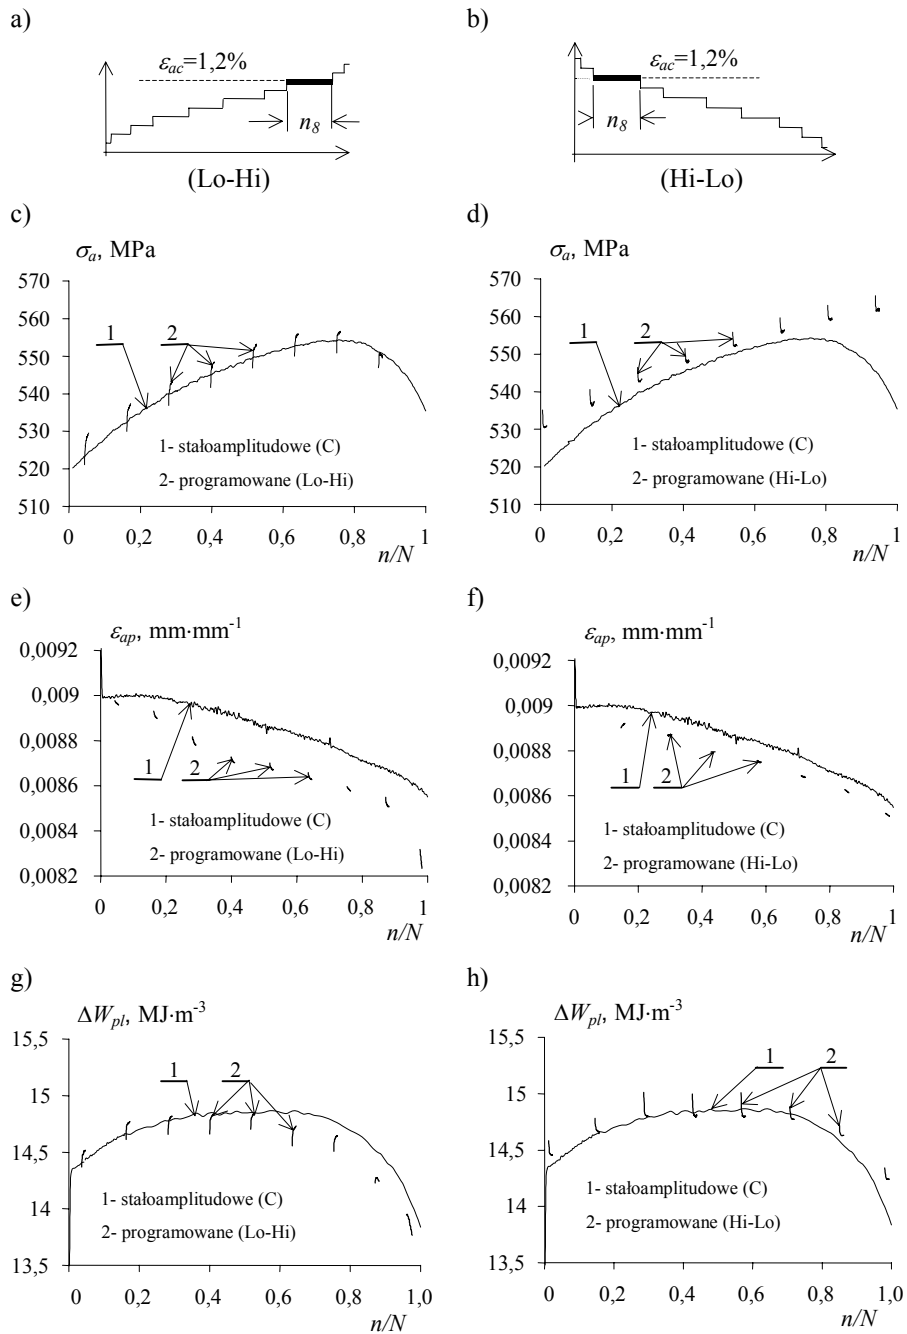 a)
b)
εac=1,2%
εac=1,2%
n8
n8
(Lo-Hi)
(Hi-Lo)
c)
d)
σa, MPa
σa, MPa
570
560
550
540
530
520
510
1
2
1- stałoamplitudowe (C)
2- programowane (Lo-Hi)
0
0,2
0,4
0,6
0,8
1
n/N
570
560
550
540
530
520
510
1
2
1- stałoamplitudowe (C)
2- programowane (Hi-Lo)
0
0,2
0,4
0,6
0,8
1
n/N
e)
f)
εap, mm·mm-1
εap, mm·mm-1
0,0092
0,009
0,0088
0,0086
0,0084
0,0082
1
2
1- stałoamplitudowe (C)
2- programowane (Lo-Hi)
0
0,2
0,4
0,6
0,8
1
n/N
0,0092
0,009
0,0088
0,0086
0,0084
0,0082
1
2
1- stałoamplitudowe (C)
2- programowane (Hi-Lo)
0
0,2
0,4
0,6
0,8
1
n/N
g)
h)
ΔWpl, MJ·m-3
ΔWpl, MJ·m-3
15,5
15
14,5
14
13,5
1
2
1- stałoamplitudowe (C)
2- programowane (Lo-Hi)
0,0
0,2
0,4
0,6
0,8
1,0
n/N
15,5
15
14,5
14
13,5
1
2
1- stałoamplitudowe (C)
2- programowane (Hi-Lo)
0,0
0,2
0,4
0,6
0,8
1,0
n/N